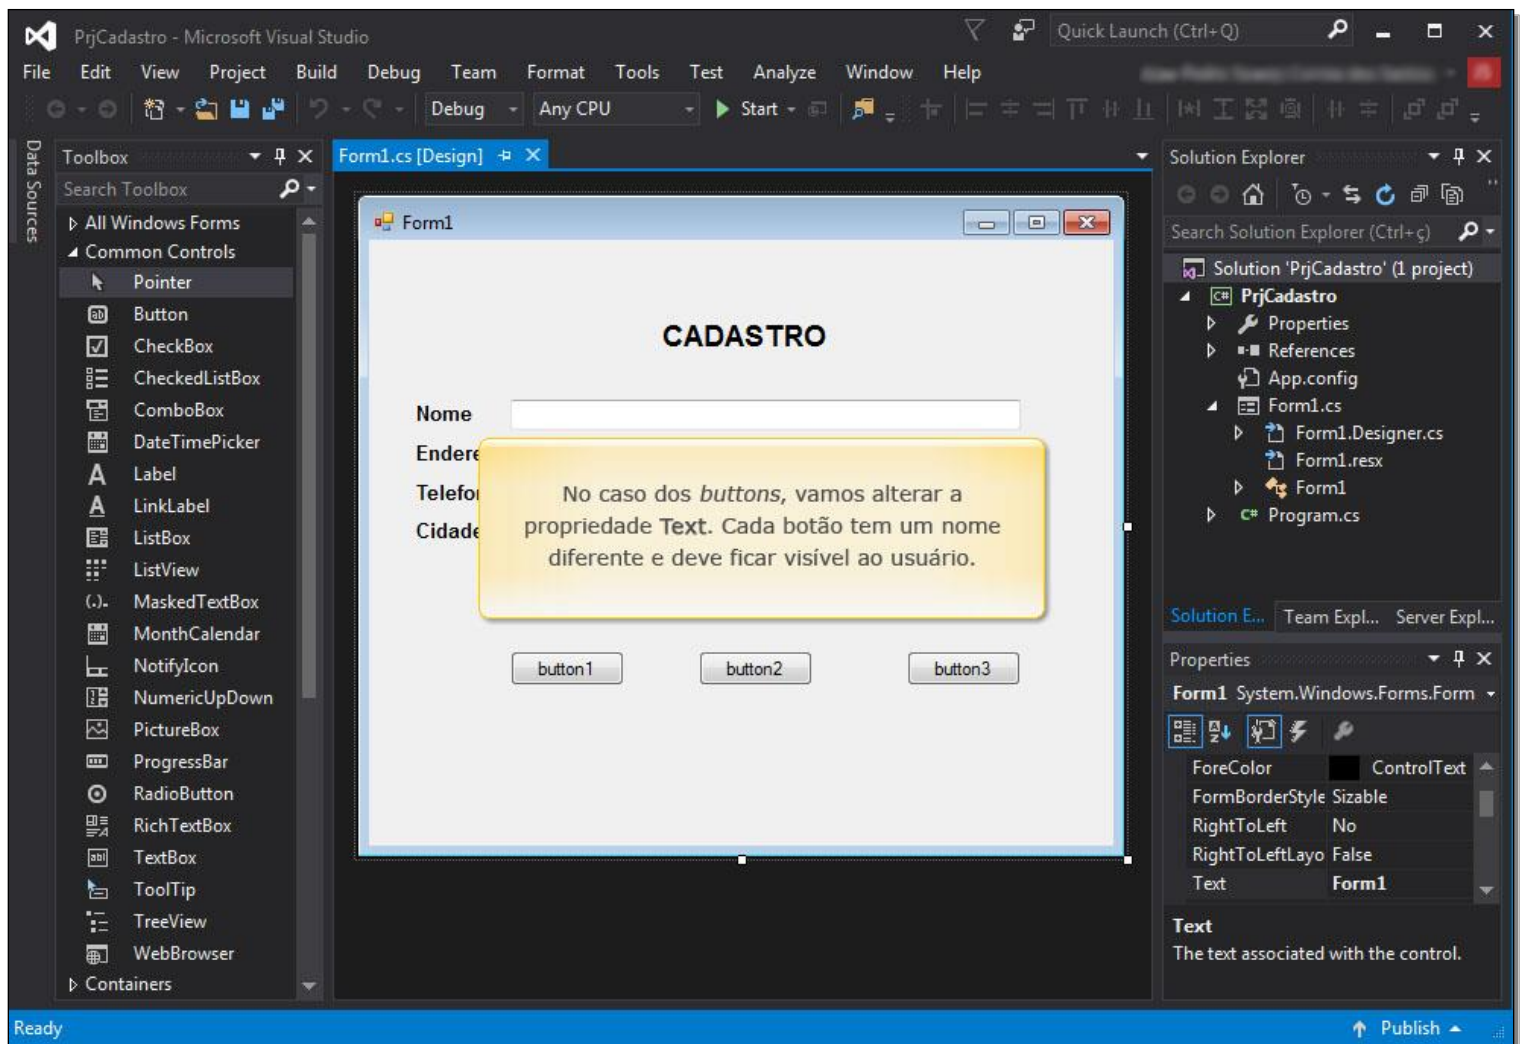 PrjCadastro - Microsoft Visual Studio
Quick Launch (Ctrl+Q)
File Edit View Project Build Debug Team Format Tools Test Analyze Window Help
Debug Any CPU Start
Data Sources
Toolbox
Search Toolbox
All Windows Forms
Common Controls
Pointer
Button
CheckBox
CheckedListBox
ComboBox
DateTimePicker
Label
LinkLabel
ListBox
ListView
MaskedTextBox
MonthCalendar
NotifyIcon
NumericUpDown
PictureBox
ProgressBar
RadioButton
RichTextBox
TextBox
ToolTip
TreeView
WebBrowser
Containers
Form1.cs [Design]
Form1
CADASTRO
Nome
Endere
Telefor
Cidade
No caso dos buttons, vamos alterar a
propriedade Text. Cada botão tem um nome
diferente e deve ficar visível ao usuário.
button1 button2 button3
Solution Explorer
Search Solution Explorer (Ctrl+ç)
Solution 'PrjCadastro' (1 project)
PrjCadastro
Properties
References
App.config
Form1.cs
Form1.Designer.cs
Form1.resx
Form1
Program.cs
Solution E... Team Expl... Server Expl...
Properties
Form1 System.Windows.Forms.Form
ForeColor ControlText
FormBorderStyle Sizable
RightToLeft No
RightToLeftLayo False
Text Form1
Text
The text associated with the control.
Ready
Publish